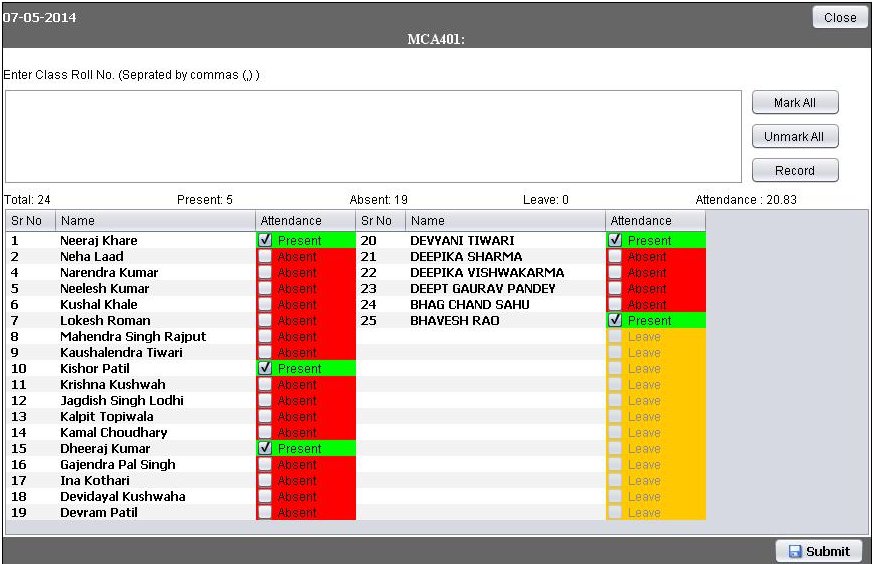 07-05-2014 Close
MCA401:
Enter Class Roll No. (Seprated by commas (,) )
Mark All
Unmark All
Record
Total: 24 Present: 5 Absent: 19 Leave: 0 Attendance : 20.83
Sr No Name Attendance Sr No Name Attendance
1 Neeraj Khare Present 20 DEVYANI TIWARI Present
2 Neha Laad Absent 21 DEEPIKA SHARMA Absent
4 Narendra Kumar Absent 22 DEEPIKA VISHWAKARMA Absent
5 Neelesh Kumar Absent 23 DEEPT GAURAV PANDEY Absent
6 Kushal Khale Absent 24 BHAG CHAND SAHU Absent
7 Lokesh Roman Absent 25 BHAVESH RAO Present
8 Mahendra Singh Rajput Absent Leave
9 Kaushalendra Tiwari Absent Leave
10 Kishor Patil Present Leave
11 Krishna Kushwah Absent Leave
12 Jagdish Singh Lodhi Absent Leave
13 Kalpit Topiwala Absent Leave
14 Kamal Choudhary Absent Leave
15 Dheeraj Kumar Present Leave
16 Gajendra Pal Singh Absent Leave
17 Ina Kothari Absent Leave
18 Devidayal Kushwaha Absent Leave
19 Devram Patil Absent Leave
Submit